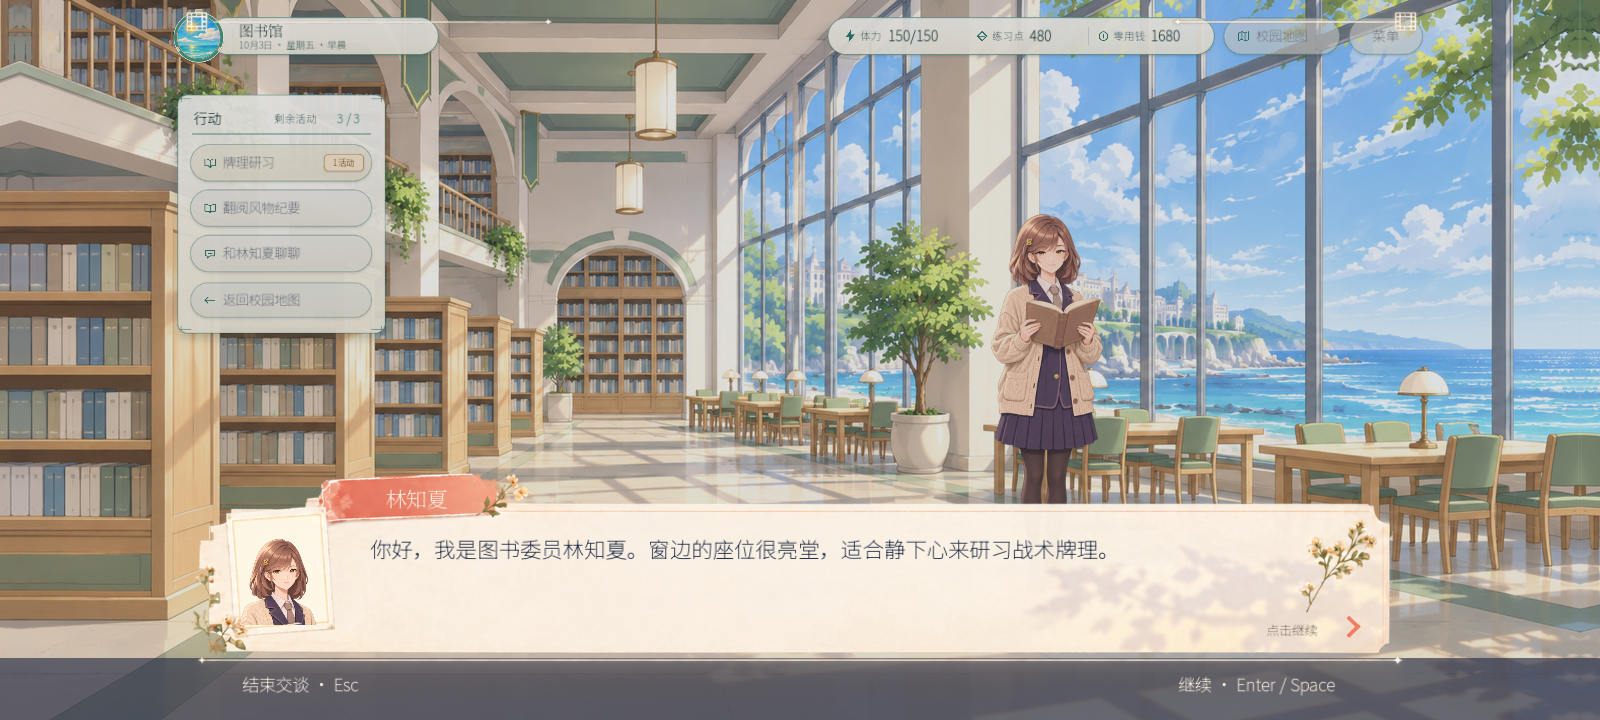 图书馆
10月3日 · 星期五 · 早晨
体力 150/150
练习点 480
零用钱 1680
校园地图
菜单
行动
剩余活动 3 / 3
牌理研习
1活动
翻阅风物纪要
和林知夏聊聊
返回校园地图
林知夏
你好，我是图书委员林知夏。窗边的座位很亮堂，适合静下心来研习战术牌理。
点击继续
结束交谈 · Esc
继续 · Enter / Space